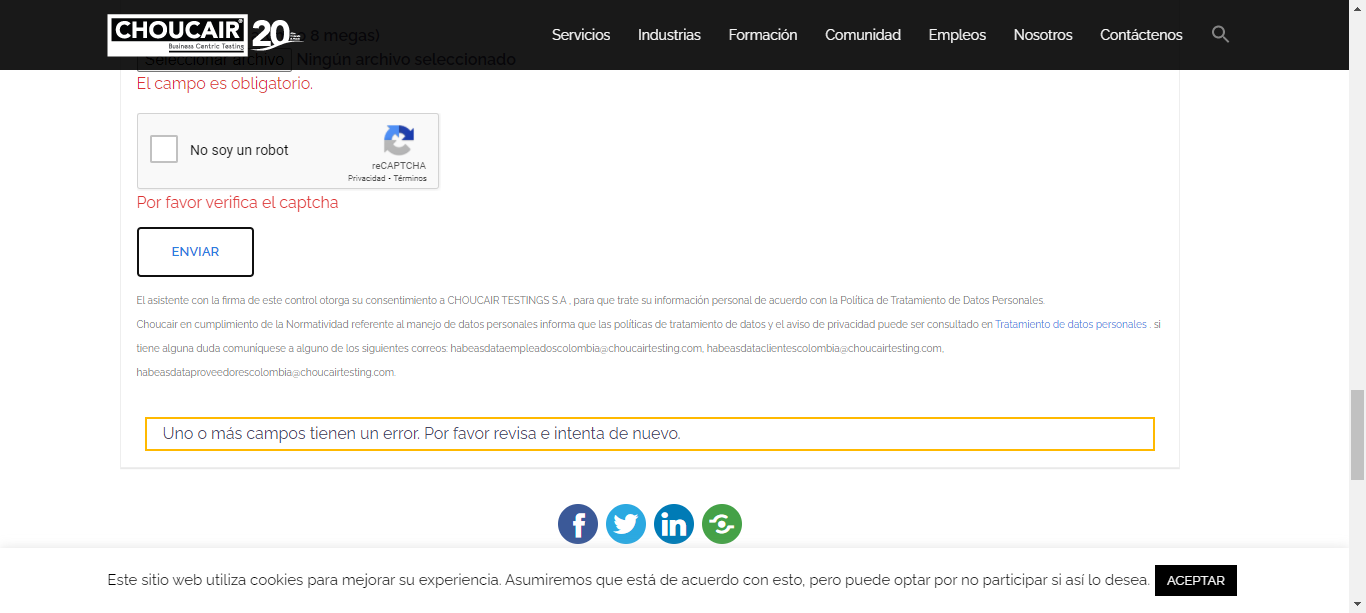 CHOUCAIR 20
Business Centric Testing
Servicios
Industrias
Formación
Comunidad
Empleos
Nosotros
Contáctenos
8 megas)
Seleccionar archivo Ningún archivo seleccionado
El campo es obligatorio.
No soy un robot
reCAPTCHA
Privacidad - Términos
Por favor verifica el captcha
ENVIAR
El asistente con la firma de este control otorga su consentimiento a CHOUCAIR TESTINGS S.A , para que trate su información personal de acuerdo con la Política de Tratamiento de Datos Personales.
Choucair en cumplimiento de la Normatividad referente al manejo de datos personales informa que las políticas de tratamiento de datos y el aviso de privacidad puede ser consultado en Tratamiento de datos personales . si
tiene alguna duda comuníquese a alguno de los siguientes correos: habeasdataempleadoscolombia@choucairtesting.com, habeasdataclientescolombia@choucairtesting.com,
habeasdataproveedorescolombia@choucairtesting.com.
Uno o más campos tienen un error. Por favor revisa e intenta de nuevo.
f
in
Este sitio web utiliza cookies para mejorar su experiencia. Asumiremos que está de acuerdo con esto, pero puede optar por no participar si así lo desea.
ACEPTAR